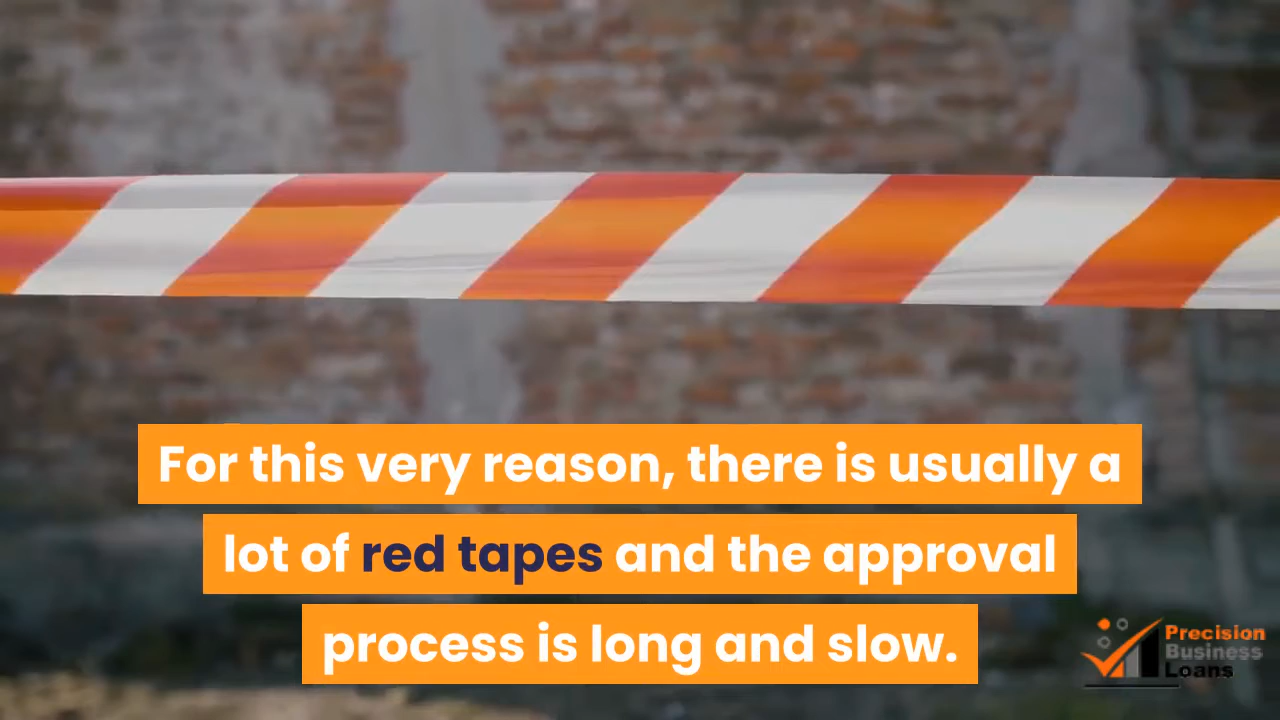 For this very reason, there is usually a
lot of red tapes and the approval
process is long and slow.
Precision
Business
Loans